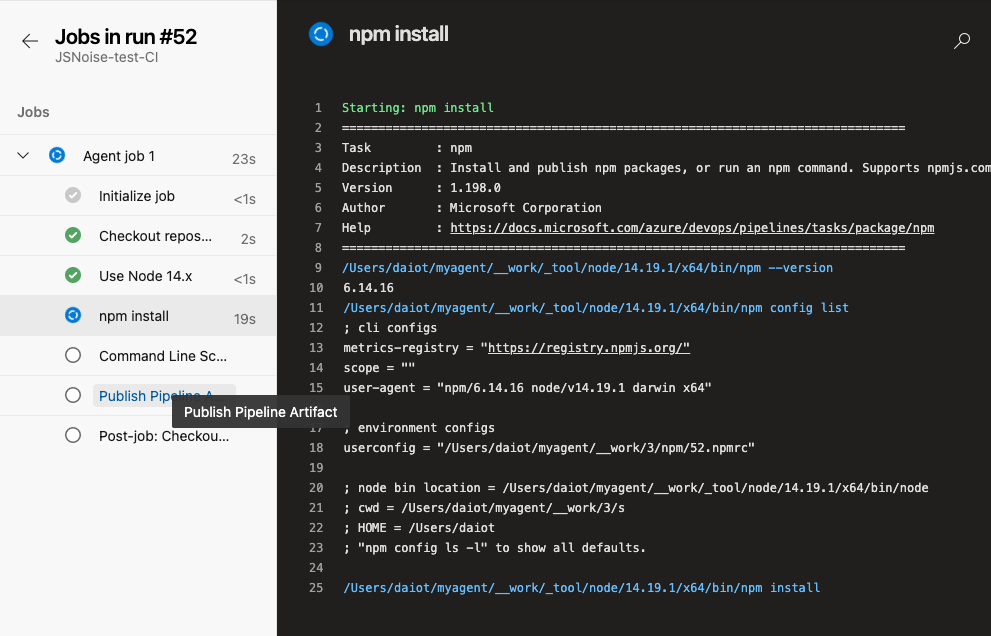 Jobs in run #52
JSNoise-test-CI
Jobs
Agent job 1 23s
Initialize job <1s
Checkout repos... 2s
Use Node 14.x <1s
npm install 19s
Command Line Sc...
Publish Pipeline A
Publish Pipeline Artifact
Post-job: Checkou...
npm install
1 Starting: npm install
2 ==============================================================================
3 Task : npm
4 Description : Install and publish npm packages, or run an npm command. Supports npmjs.com
5 Version : 1.198.0
6 Author : Microsoft Corporation
7 Help : https://docs.microsoft.com/azure/devops/pipelines/tasks/package/npm
8 ==============================================================================
9 /Users/daiot/myagent/__work/_tool/node/14.19.1/x64/bin/npm --version
10 6.14.16
11 /Users/daiot/myagent/__work/_tool/node/14.19.1/x64/bin/npm config list
12 ; cli configs
13 metrics-registry = "https://registry.npmjs.org/"
14 scope = ""
15 user-agent = "npm/6.14.16 node/v14.19.1 darwin x64"
17 ; environment configs
18 userconfig = "/Users/daiot/myagent/__work/3/npm/52.npmrc"
19
20 ; node bin location = /Users/daiot/myagent/__work/_tool/node/14.19.1/x64/bin/node
21 ; cwd = /Users/daiot/myagent/__work/3/s
22 ; HOME = /Users/daiot
23 ; "npm config ls -l" to show all defaults.
24
25 /Users/daiot/myagent/__work/_tool/node/14.19.1/x64/bin/npm install